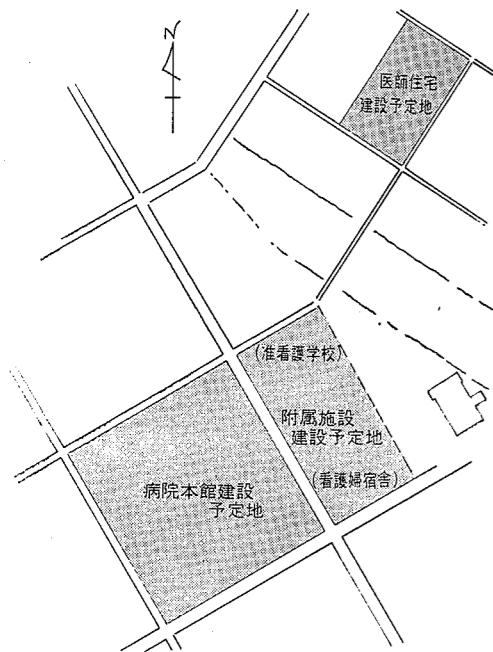 N
医師住宅
建設予定地
(准看護学校)
附属施設
建設予定地
(看護婦宿舎)
病院本館建設
予定地